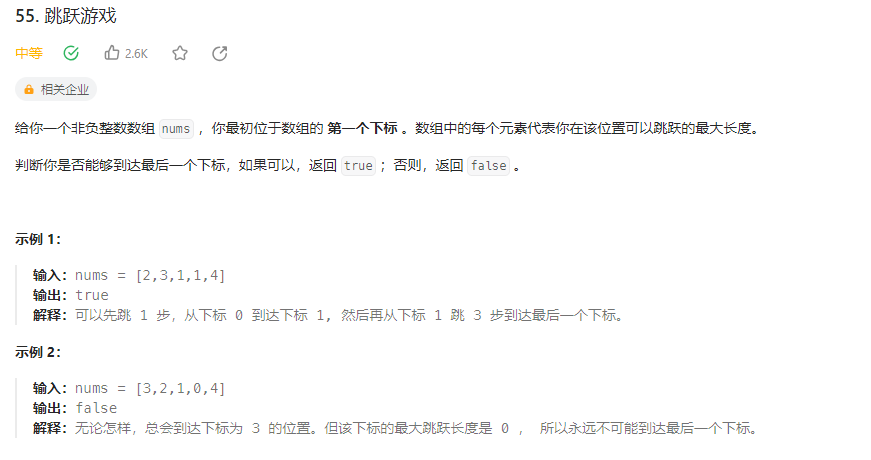 55. 跳跃游戏
中等 2.6K
相关企业
给你一个非负整数数组 nums ，你最初位于数组的 第一个下标 。数组中的每个元素代表你在该位置可以跳跃的最大长度。
判断你是否能够到达最后一个下标，如果可以，返回 true ；否则，返回 false 。
示例 1：
输入：nums = [2,3,1,1,4]
输出：true
解释：可以先跳 1 步，从下标 0 到达下标 1, 然后再从下标 1 跳 3 步到达最后一个下标。
示例 2：
输入：nums = [3,2,1,0,4]
输出：false
解释：无论怎样，总会到达下标为 3 的位置。但该下标的最大跳跃长度是 0 ， 所以永远不可能到达最后一个下标。